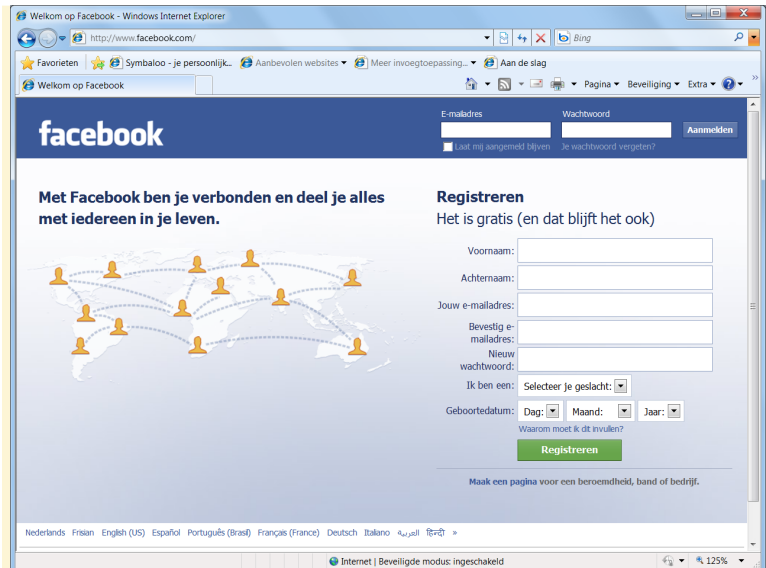 Welkom op Facebook - Windows Internet Explorer
http://www.facebook.com/
Bing
Favorieten Symbaloo - je persoonlijk... Aanbevolen websites Meer invoegtoepassing... Aan de slag
Welkom op Facebook Pagina Beveiliging Extra »
E-mailadres Wachtwoord
facebook Aanmelden
Laat mij aangemeld blijven Je wachtwoord vergeten?
Met Facebook ben je verbonden en deel je alles
met iedereen in je leven.
Registreren
Het is gratis (en dat blijft het ook)
Voornaam:
Achternaam:
Jouw e-mailadres:
Bevestig e-
mailadres:
Nieuw
wachtwoord:
Ik ben een: Selecteer je geslacht:
Geboortedatum: Dag: Maand: Jaar:
Waarom moet ik dit invullen?
Registreren
Maak een pagina voor een beroemdheid, band of bedrijf.
Nederlands Frisian English (US) Español Português (Brasil) Français (France) Deutsch Italiano العربية हिन्दी »
Internet | Beveiligde modus: ingeschakeld 125%